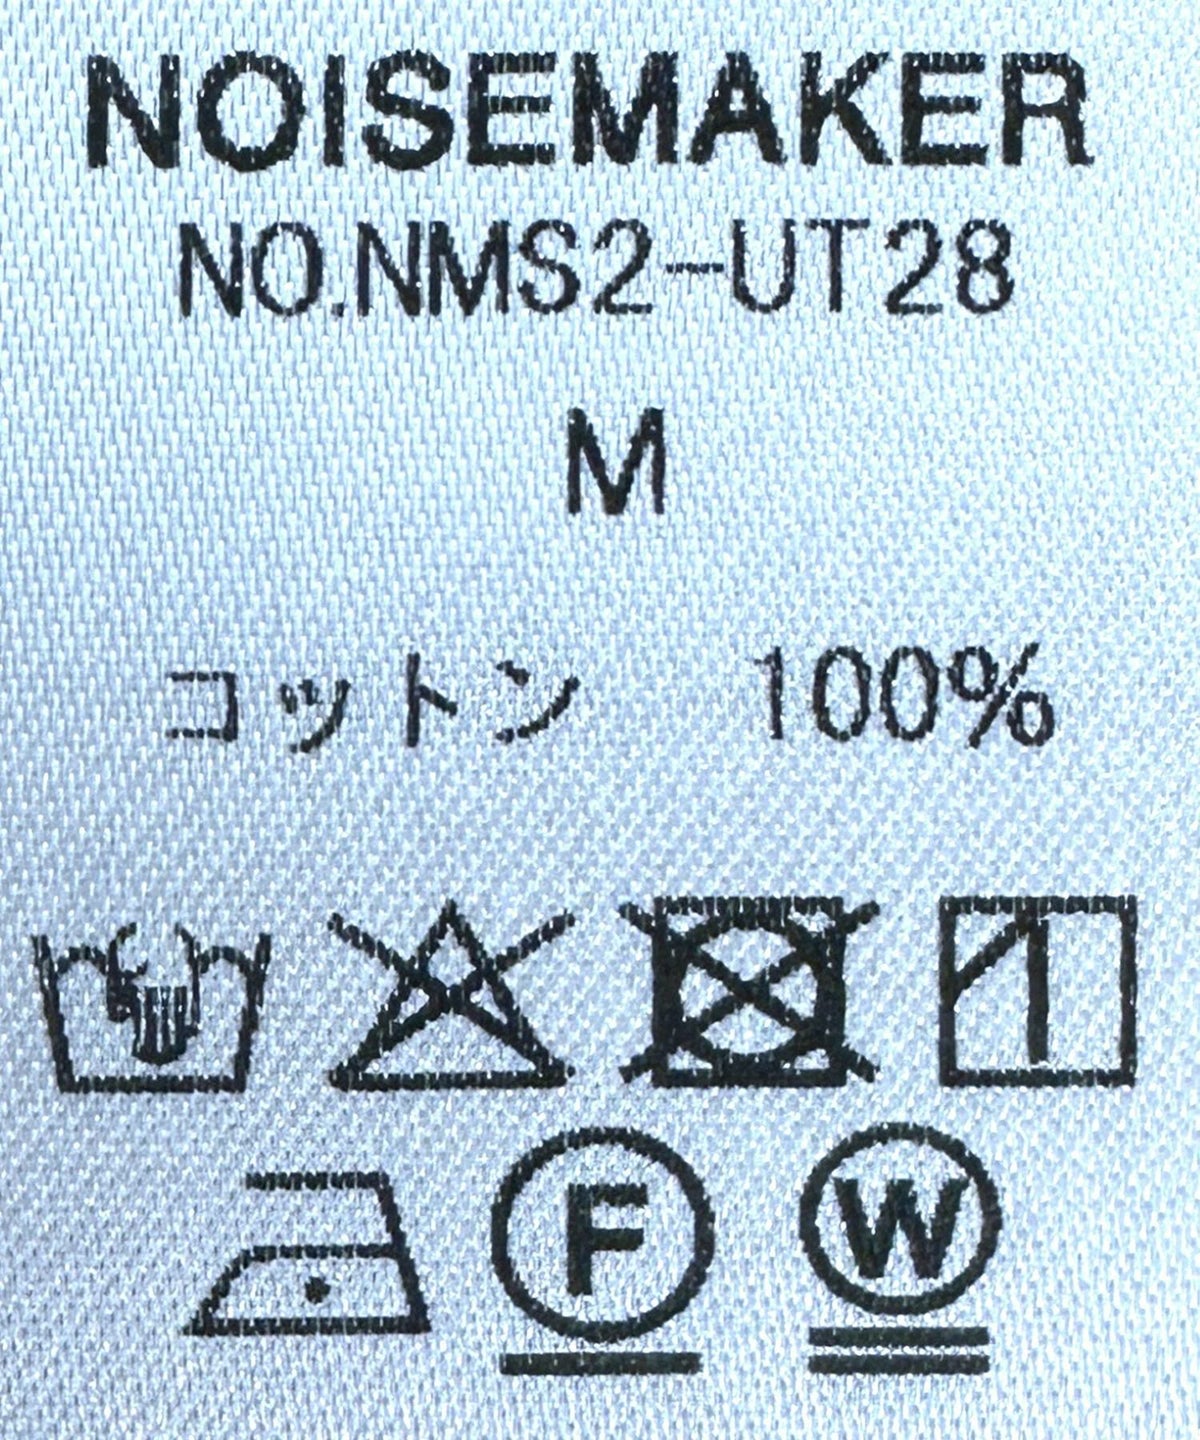 NOISEMAKER
NO.NMS2-UT28
M
コットン 100%
F W